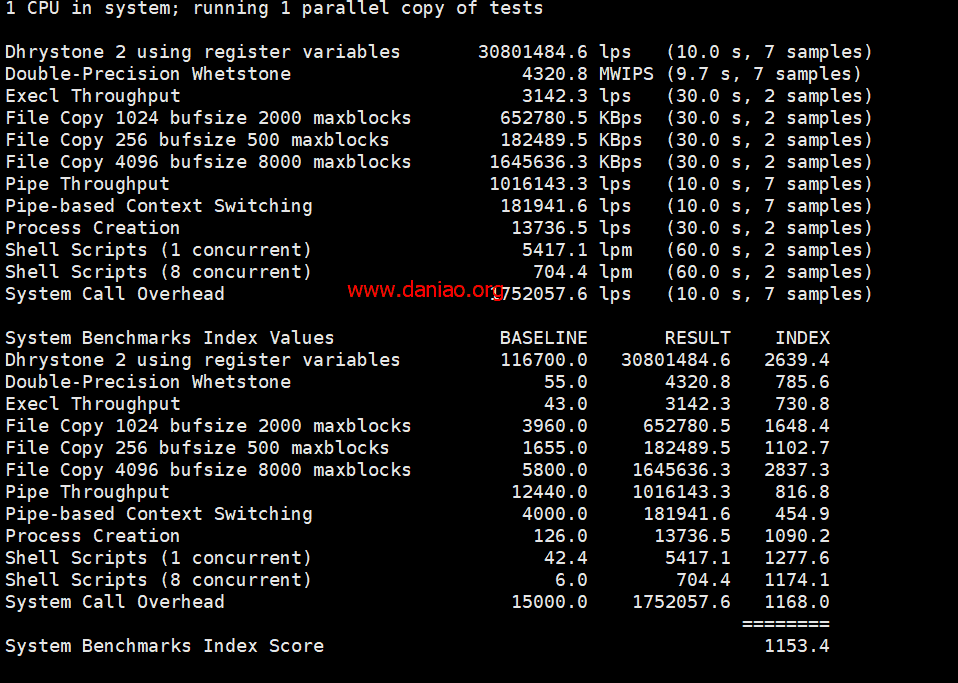 1 CPU in system; running 1 parallel copy of tests
Dhrystone 2 using register variables 30801484.6 lps (10.0 s, 7 samples)
Double-Precision Whetstone 4320.8 MWIPS (9.7 s, 7 samples)
Execl Throughput 3142.3 lps (30.0 s, 2 samples)
File Copy 1024 bufsize 2000 maxblocks 652780.5 KBps (30.0 s, 2 samples)
File Copy 256 bufsize 500 maxblocks 182489.5 KBps (30.0 s, 2 samples)
File Copy 4096 bufsize 8000 maxblocks 1645636.3 KBps (30.0 s, 2 samples)
Pipe Throughput 1016143.3 lps (10.0 s, 7 samples)
Pipe-based Context Switching 181941.6 lps (10.0 s, 7 samples)
Process Creation 13736.5 lps (30.0 s, 2 samples)
Shell Scripts (1 concurrent) 5417.1 lpm (60.0 s, 2 samples)
Shell Scripts (8 concurrent) 704.4 lpm (60.0 s, 2 samples)
System Call Overhead 1752057.6 lps (10.0 s, 7 samples)
www.daniao.org
System Benchmarks Index Values BASELINE RESULT INDEX
Dhrystone 2 using register variables 116700.0 30801484.6 2639.4
Double-Precision Whetstone 55.0 4320.8 785.6
Execl Throughput 43.0 3142.3 730.8
File Copy 1024 bufsize 2000 maxblocks 3960.0 652780.5 1648.4
File Copy 256 bufsize 500 maxblocks 1655.0 182489.5 1102.7
File Copy 4096 bufsize 8000 maxblocks 5800.0 1645636.3 2837.3
Pipe Throughput 12440.0 1016143.3 816.8
Pipe-based Context Switching 4000.0 181941.6 454.9
Process Creation 126.0 13736.5 1090.2
Shell Scripts (1 concurrent) 42.4 5417.1 1277.6
Shell Scripts (8 concurrent) 6.0 704.4 1174.1
System Call Overhead 15000.0 1752057.6 1168.0
========
System Benchmarks Index Score 1153.4